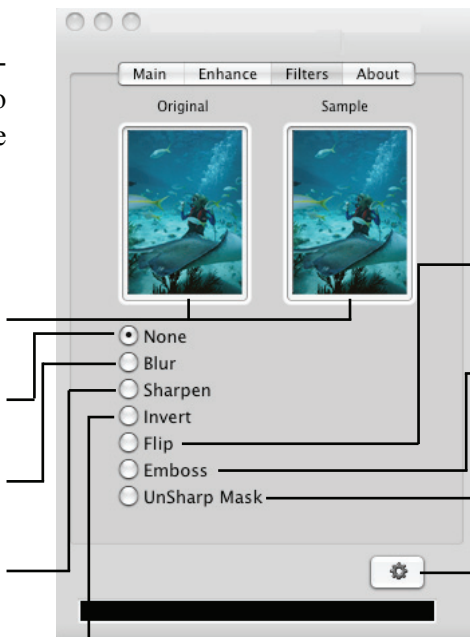 Main Enhance Filters About
o
Original Sample
e
None
Blur
Sharpen
Invert
Flip
Emboss
UnSharp Mask